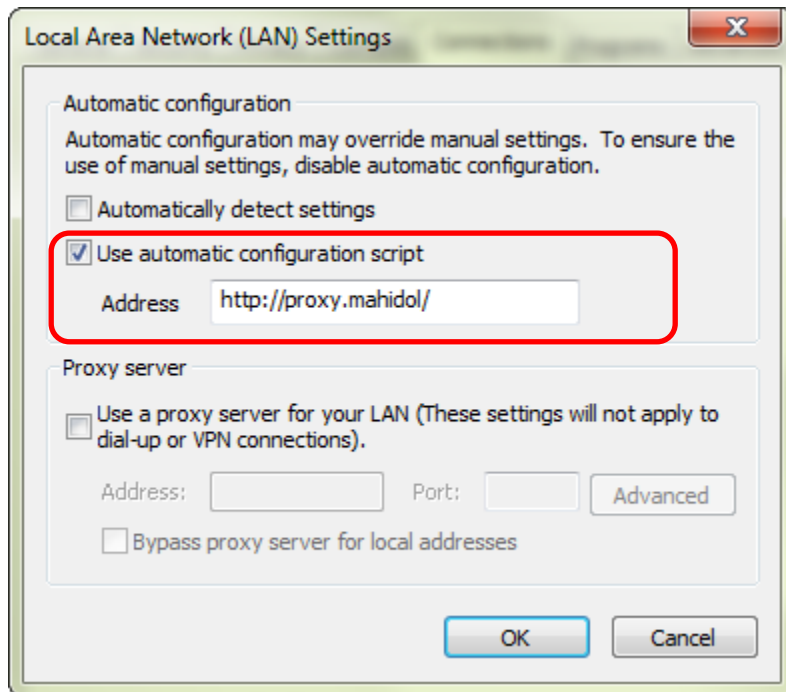 Local Area Network (LAN) Settings
Automatic configuration
Automatic configuration may override manual settings. To ensure the
use of manual settings, disable automatic configuration.
Automatically detect settings
Use automatic configuration script
Address http://proxy.mahidol/
Proxy server
Use a proxy server for your LAN (These settings will not apply to
dial-up or VPN connections).
Address: Port: Advanced
Bypass proxy server for local addresses
OK Cancel